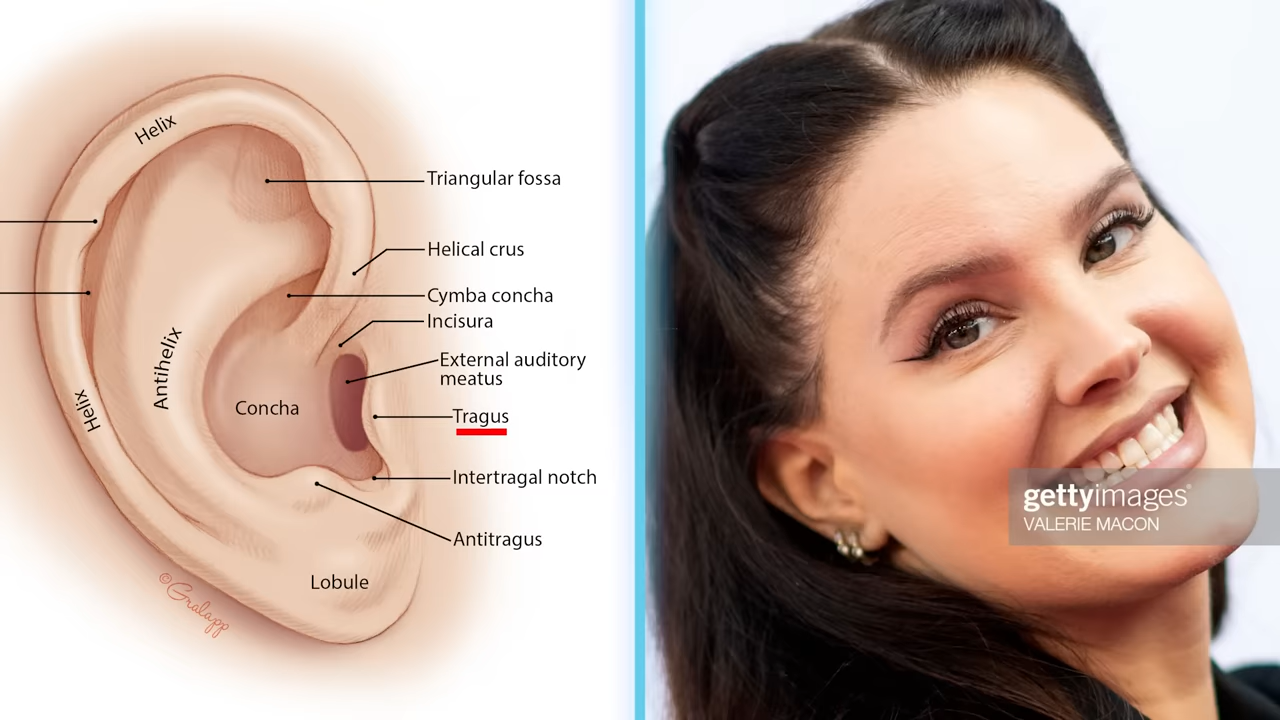 Helix
Triangular fossa
Helical crus
Cymba concha
Incisura
External auditory
meatus
Antihelix
Helix
Concha
Tragus
Intertragal notch
Antitragus
Lobule
©Gralapp
gettyimages®
VALERIE MACON